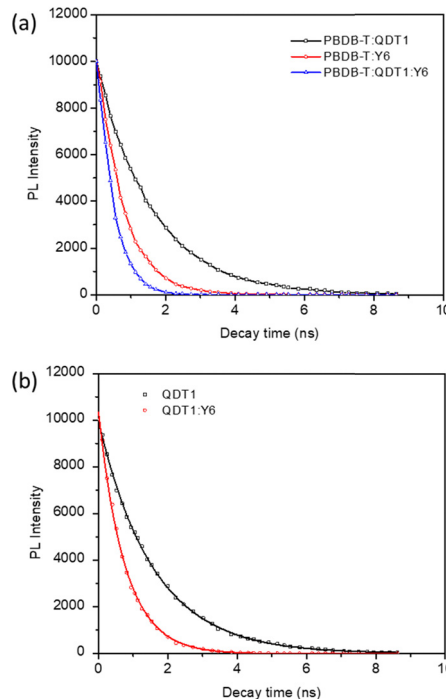 (a)
12000
10000
8000
6000
4000
2000
0
PL Intensity
PBDB-T:QDT1
PBDB-T:Y6
PBDB-T:QDT1:Y6
0 2 4 6 8 10
Decay time (ns)
(b)
12000
10000
8000
6000
4000
2000
0
PL Intensity
QDT1
QDT1:Y6
0 2 4 6 8 10
Decay time (ns)